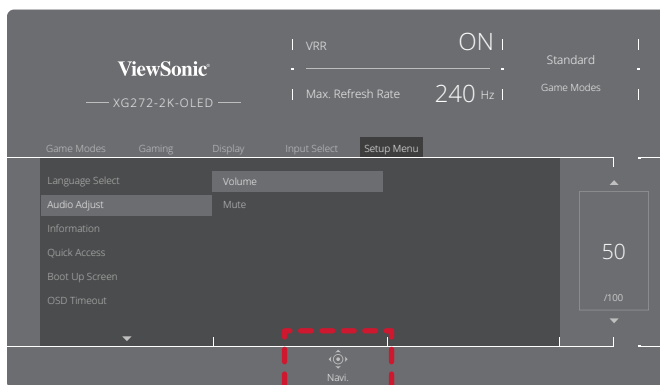 ViewSonic
XG272-2K-OLED
VRR ON
Max. Refresh Rate 240 Hz
Standard
Game Modes
Game Modes Gaming Display Input Select Setup Menu
Language Select
Audio Adjust
Information
Quick Access
Boot Up Screen
OSD Timeout
Volume
Mute
50
/100
Navi.